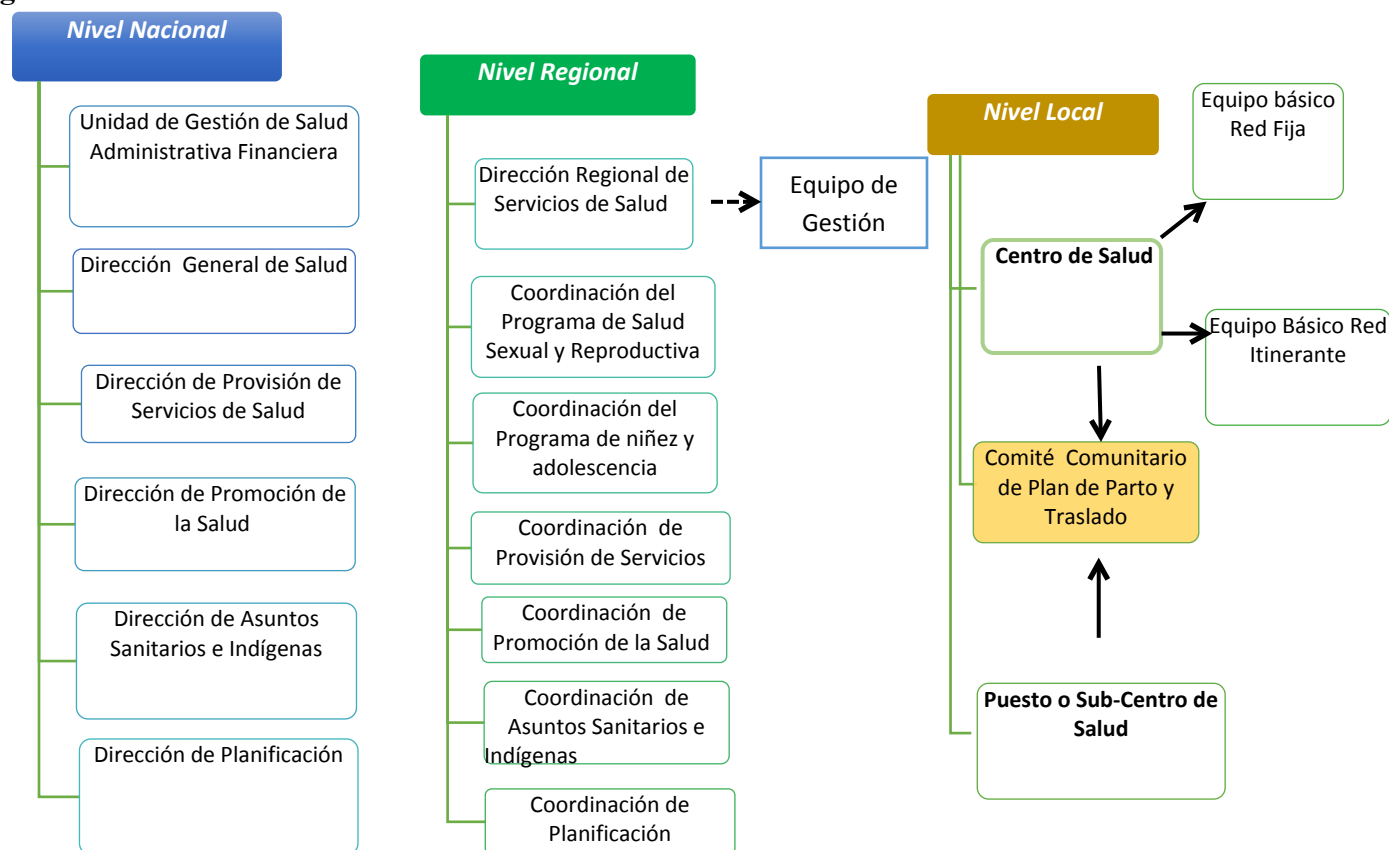 Nivel Nacional
Unidad de Gestión de Salud
Administrativa Financiera
Dirección General de Salud
Dirección de Provisión de
Servicios de Salud
Dirección de Promoción de
la Salud
Dirección de Asuntos
Sanitarios e Indígenas
Dirección de Planificación
Nivel Regional
Dirección Regional de
Servicios de Salud
Equipo de
Gestión
Coordinación del
Programa de Salud
Sexual y Reproductiva
Coordinación del
Programa de niñez y
adolescencia
Coordinación de
Provisión de Servicios
Coordinación de
Promoción de la Salud
Coordinación de
Asuntos Sanitarios e
Indígenas
Coordinación de
Planificación
Nivel Local
Equipo básico
Red Fija
Centro de Salud
Equipo Básico Red
Itinerante
Comité Comunitario
de Plan de Parto y
Traslado
Puesto o Sub-Centro de
Salud